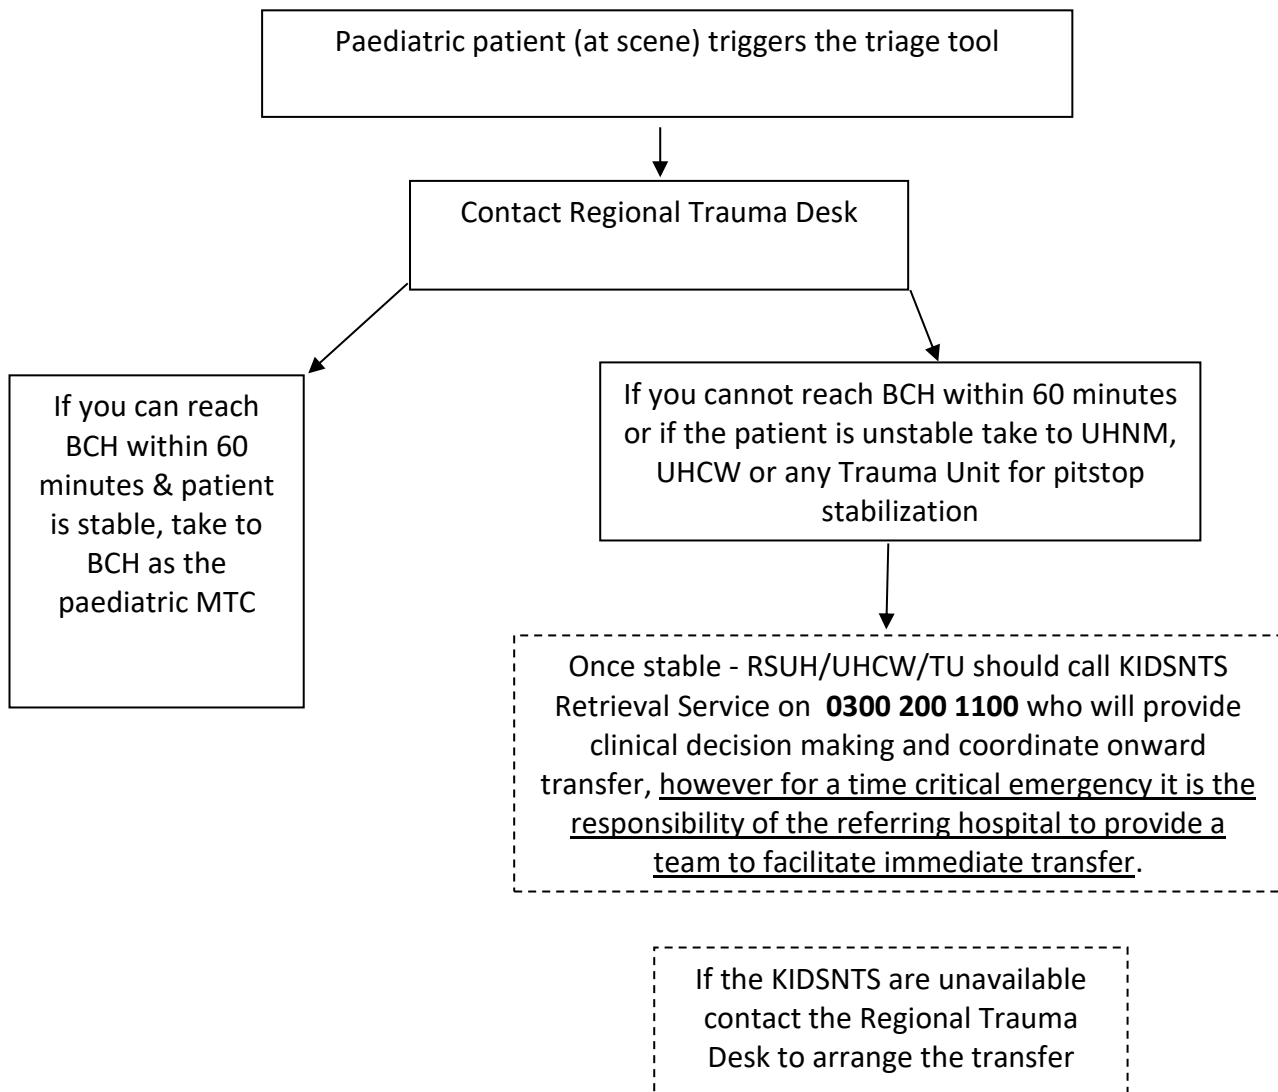 Paediatric patient (at scene) triggers the triage tool
Contact Regional Trauma Desk
If you can reach
BCH within 60
minutes & patient
is stable, take to
BCH as the
paediatric MTC
If you cannot reach BCH within 60 minutes
or if the patient is unstable take to UHNM,
UHCW or any Trauma Unit for pitstop
stabilization
Once stable - RSUH/UHCW/TU should call KIDSNTS
Retrieval Service on 0300 200 1100 who will provide
clinical decision making and coordinate onward
transfer, however for a time critical emergency it is the
responsibility of the referring hospital to provide a
team to facilitate immediate transfer.
If the KIDSNTS are unavailable
contact the Regional Trauma
Desk to arrange the transfer